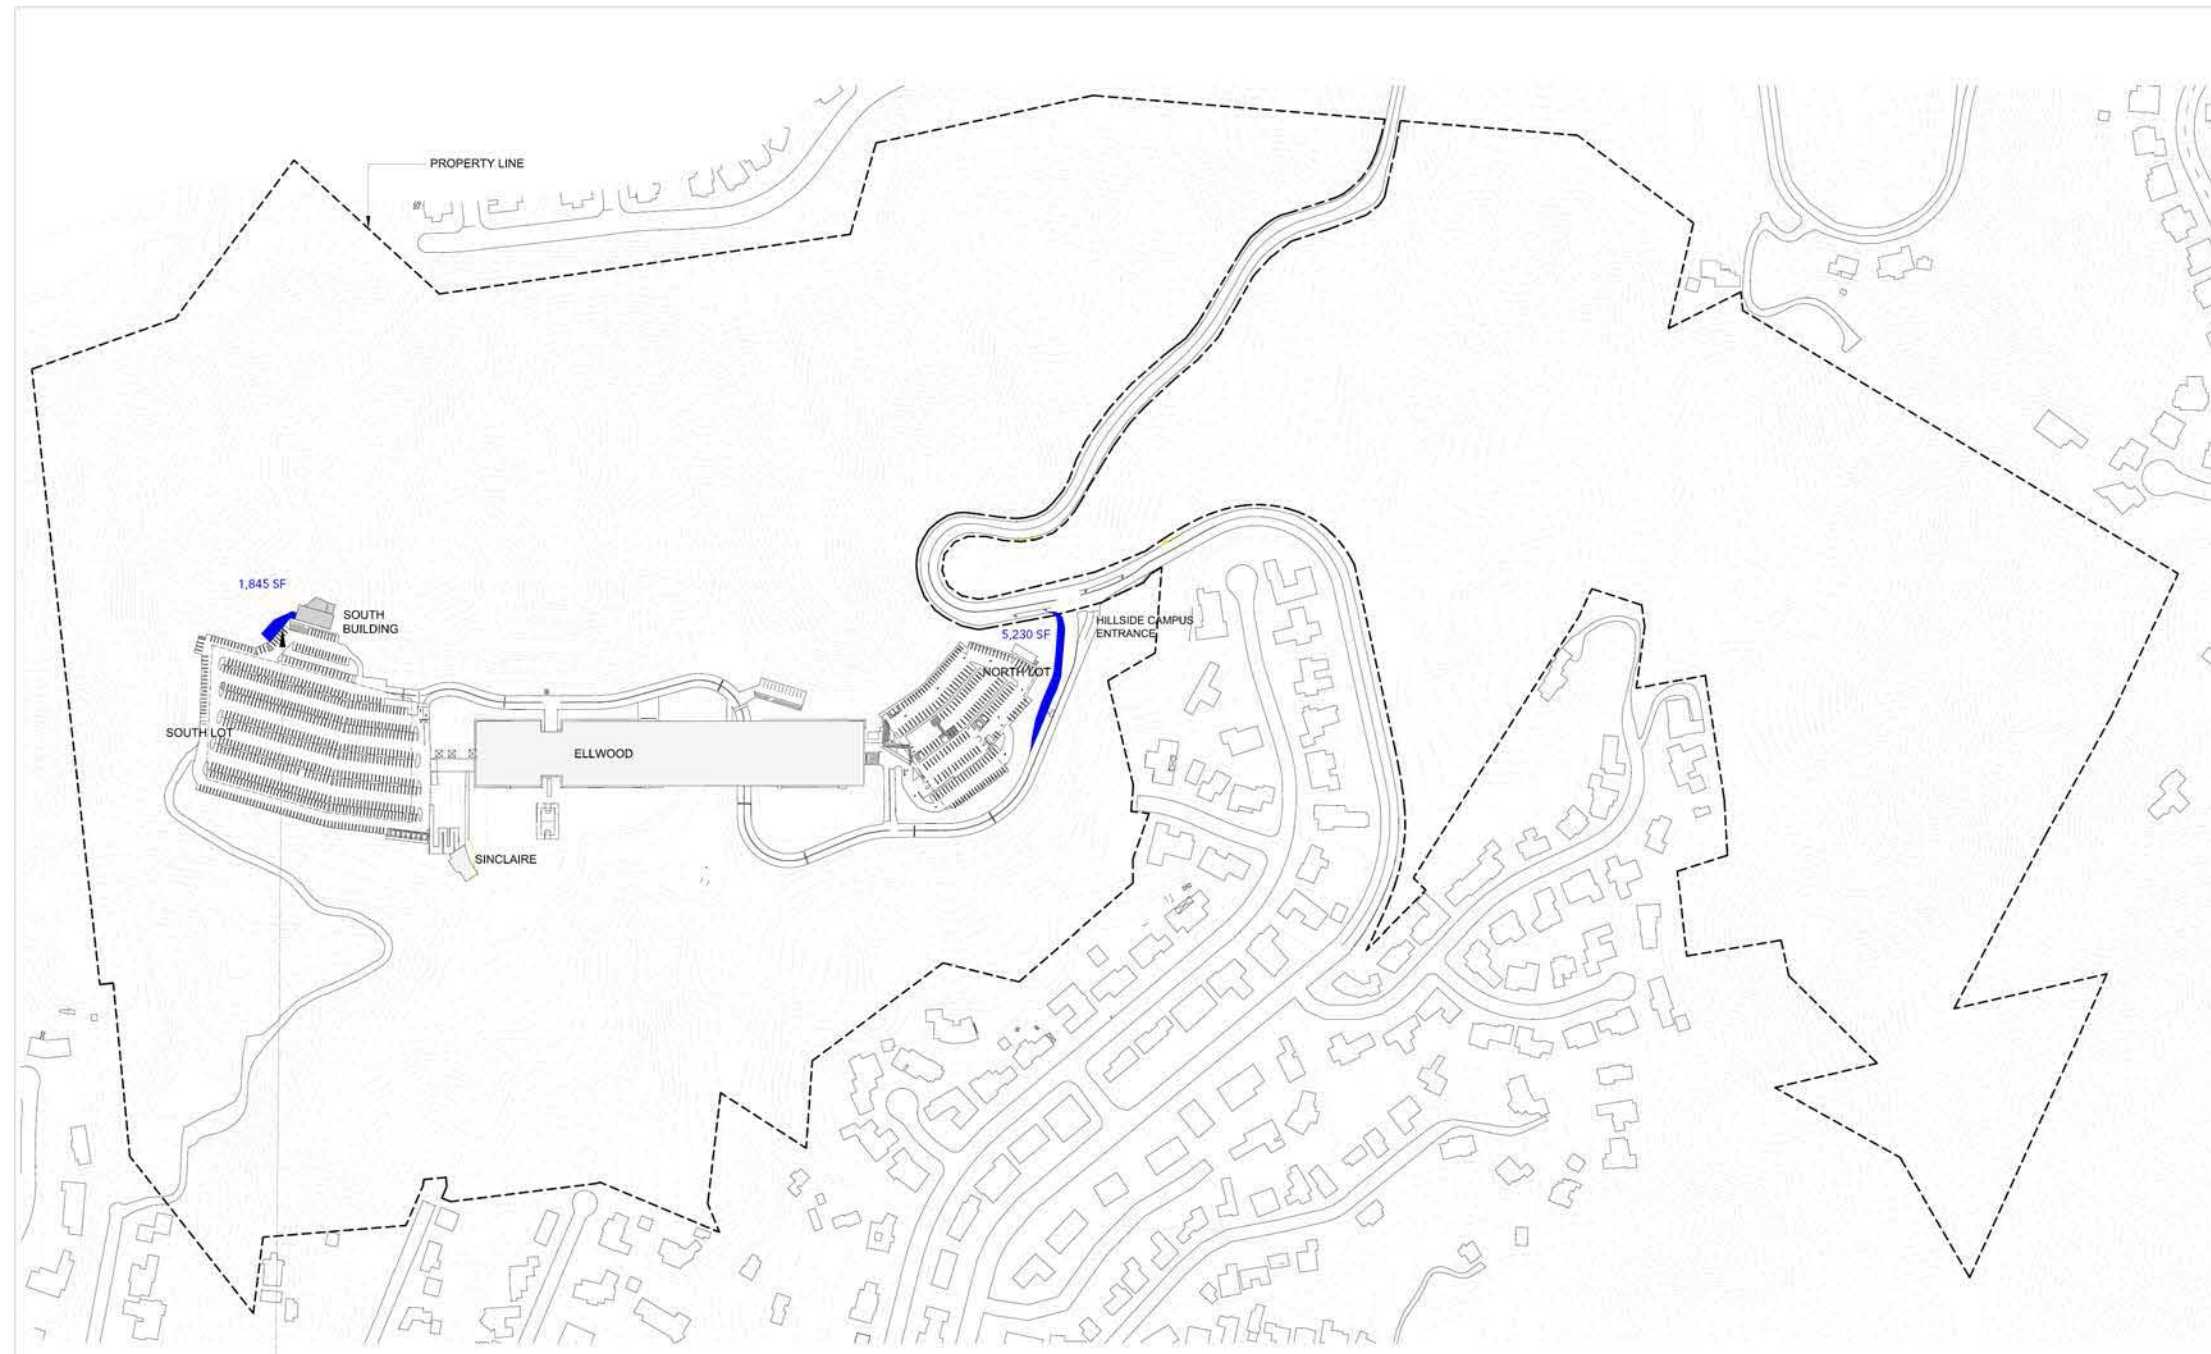 PROPERTY LINE
1,845 SF
SOUTH
BUILDING
HILLSIDE CAMPUS
ENTRANCE
5,230 SF
NORTH LOT
SOUTH LOT
ELLWOOD
SINCLAIRE